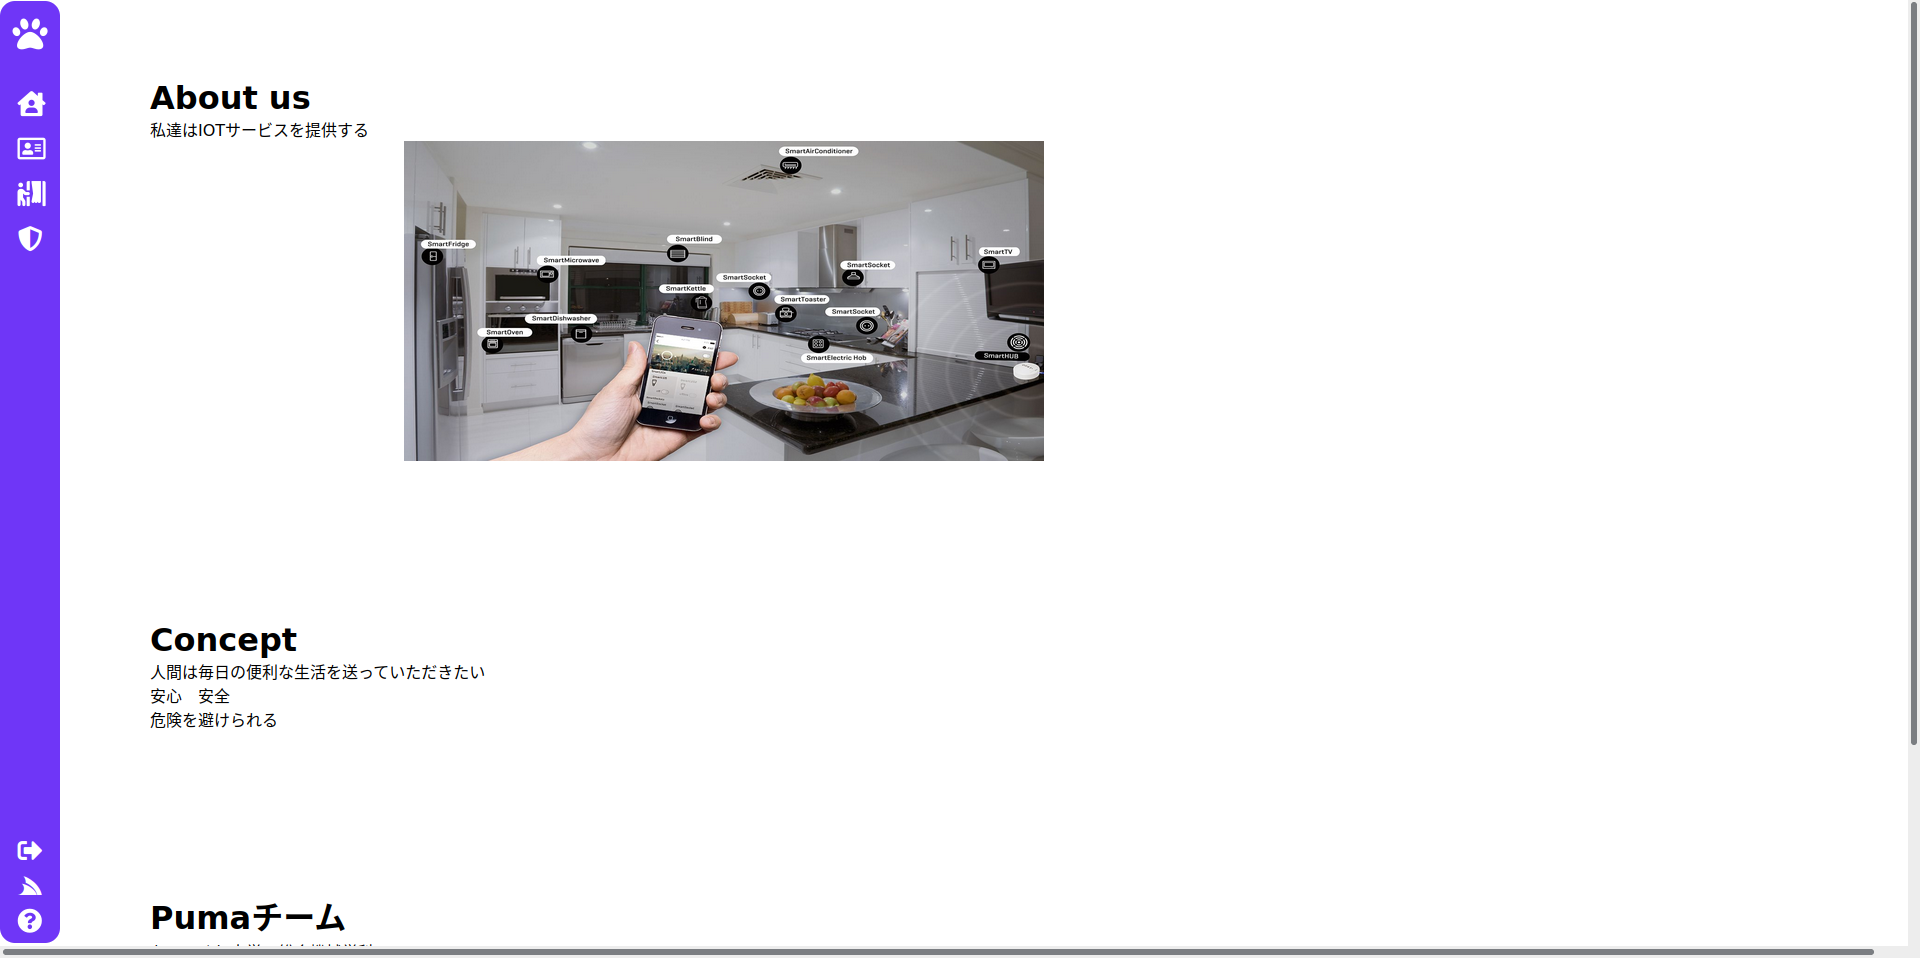 About us
私達はIOTサービスを提供する
SmartAirConditioner
SmartFridge
SmartBlind
SmartMicrowave
SmartTV
SmartSocket
SmartSocket
SmartKettle
SmartToaster
SmartSocket
SmartDishwasher
SmartOven
SmartHUB
SmartElectric Hob
Concept
人間は毎日の便利な生活を送っていただきたい
安心　安全
危険を避けられる
Pumaチーム